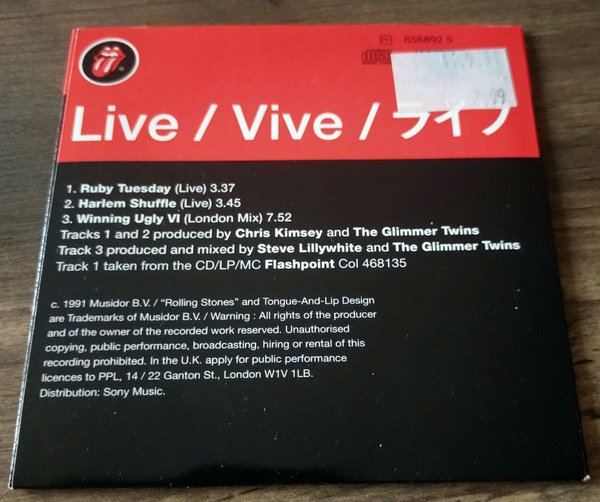 PC 656892 5
Live / Vive / ライブ
1. Ruby Tuesday (Live) 3.37
2. Harlem Shuffle (Live) 3.45
3. Winning Ugly VI (London Mix) 7.52
Tracks 1 and 2 produced by Chris Kimsey and The Glimmer Twins
Track 3 produced and mixed by Steve Lillywhite and The Glimmer Twins
Track 1 taken from the CD/LP/MC Flashpoint Col 468135
c. 1991 Musidor B.V. / "Rolling Stones" and Tongue-And-Lip Design
are Trademarks of Musidor B.V. / Warning : All rights of the producer
and of the owner of the recorded work reserved. Unauthorised
copying, public performance, broadcasting, hiring or rental of this
recording prohibited. In the U.K. apply for public performance
licences to PPL, 14 / 22 Ganton St., London W1V 1LB.
Distribution: Sony Music.